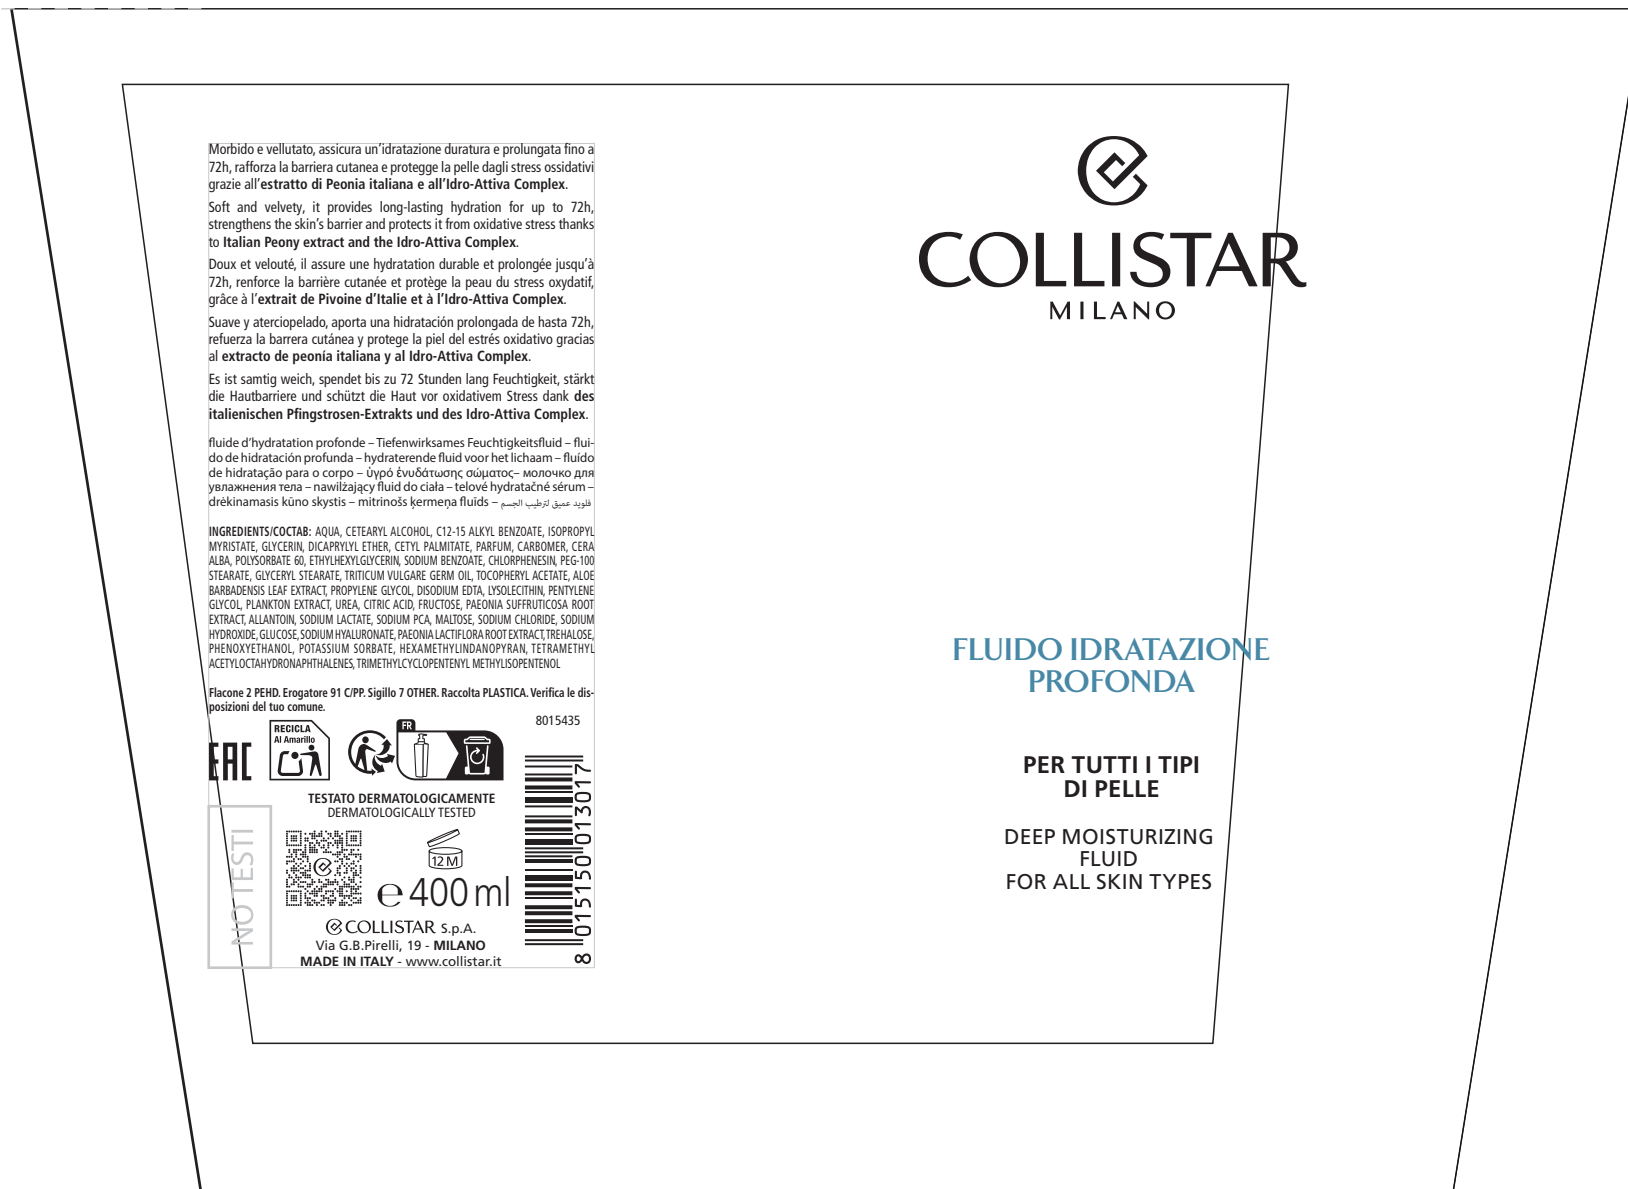 Morbido e vellutato, assicura un'idratazione duratura e prolungata fino a
72h, rafforza la barriera cutanea e protegge la pelle dagli stress ossidativi
grazie all'estratto di Peonia italiana e all'Idro-Attiva Complex.
Soft and velvety, it provides long-lasting hydration for up to 72h,
strengthens the skin's barrier and protects it from oxidative stress thanks
to Italian Peony extract and the Idro-Attiva Complex.
Doux et velouté, il assure une hydratation durable et prolongée jusqu'à
72h, renforce la barrière cutanée et protège la peau du stress oxydatif,
grâce à l'extrait de Pivoine d'Italie et à l'Idro-Attiva Complex.
Suave y aterciopelado, aporta una hidratación prolongada de hasta 72h,
refuerza la barrera cutánea y protege la piel del estrés oxidativo gracias
al extracto de peonía italiana y al Idro-Attiva Complex.
Es ist samtig weich, spendet bis zu 72 Stunden lang Feuchtigkeit, stärkt
die Hautbarriere und schützt die Haut vor oxidativem Stress dank des
italienischen Pfingstrosen-Extrakts und des Idro-Attiva Complex.
fluide d'hydratation profonde – Tiefenwirksames Feuchtigkeitsfluid – flui-
do de hidratación profunda – hydraterende fluid voor het lichaam – fluído
de hidratação para o corpo – ὑγρό ἐνυδάτωσης σώματος– молочко для
увлажнения тела – nawilżający fluid do ciała – telové hydratačné sérum –
drėkinamasis kūno skystis – mitrinošs ķermeņa fluīds – فلويد عميق لترطيب الجسم
INGREDIENTS/СОСТАВ: AQUA, CETEARYL ALCOHOL, C12-15 ALKYL BENZOATE, ISOPROPYL
MYRISTATE, GLYCERIN, DICAPRYLYL ETHER, CETYL PALMITATE, PARFUM, CARBOMER, CERA
ALBA, POLYSORBATE 60, ETHYLHEXYLGLYCERIN, SODIUM BENZOATE, CHLORPHENESIN, PEG-100
STEARATE, GLYCERYL STEARATE, TRITICUM VULGARE GERM OIL, TOCOPHERYL ACETATE, ALOE
BARBADENSIS LEAF EXTRACT, PROPYLENE GLYCOL, DISODIUM EDTA, LYSOLECITHIN, PENTYLENE
GLYCOL, PLANKTON EXTRACT, UREA, CITRIC ACID, FRUCTOSE, PAEONIA SUFFRUTICOSA ROOT
EXTRACT, ALLANTOIN, SODIUM LACTATE, SODIUM PCA, MALTOSE, SODIUM CHLORIDE, SODIUM
HYDROXIDE, GLUCOSE, SODIUM HYALURONATE, PAEONIA LACTIFLORA ROOT EXTRACT, TREHALOSE,
PHENOXYETHANOL, POTASSIUM SORBATE, HEXAMETHYLINDANOPYRAN, TETRAMETHYL
ACETYLOCTAHYDRONAPHTHALENES, TRIMETHYLCYCLOPENTENYL METHYLISOPENTENOL
Flacone 2 PEHD. Erogatore 91 C/PP. Sigillo 7 OTHER. Raccolta PLASTICA. Verifica le dis-
posizioni del tuo comune.
8015435
EAC
RECICLA
Al Amarillo
FR
TESTATO DERMATOLOGICAMENTE
DERMATOLOGICALLY TESTED
NO TESTI
12 M
e 400 ml
COLLISTAR S.p.A.
Via G.B.Pirelli, 19 - MILANO
MADE IN ITALY - www.collistar.it
8 015150 013017
COLLISTAR
MILANO
FLUIDO IDRATAZIONE
PROFONDA
PER TUTTI I TIPI
DI PELLE
DEEP MOISTURIZING
FLUID
FOR ALL SKIN TYPES